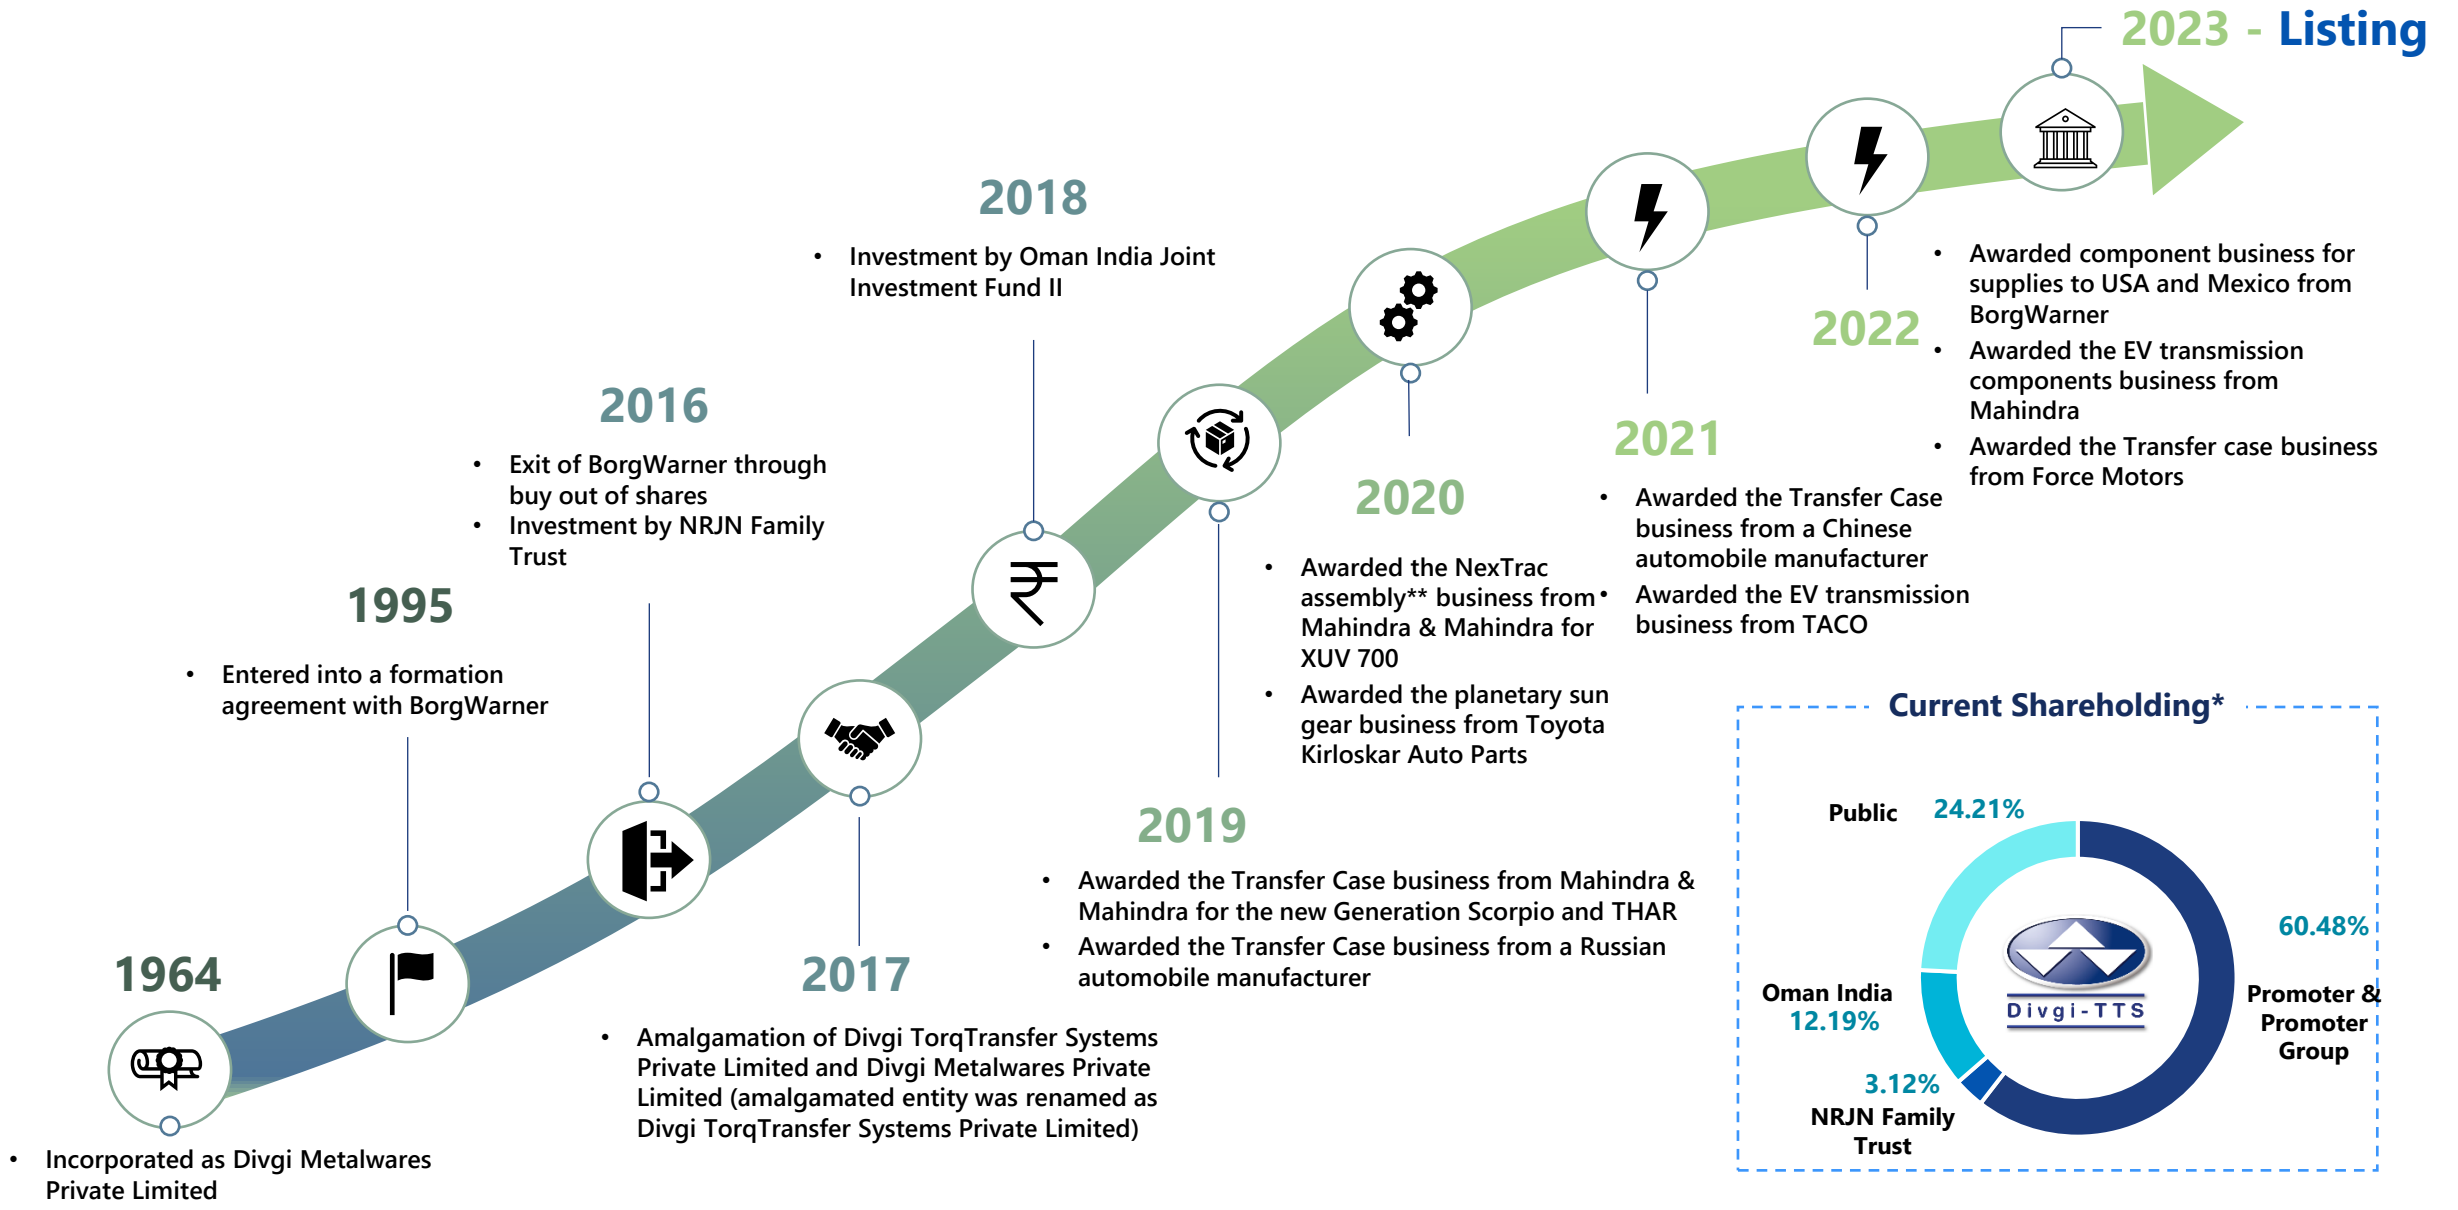 2023 - Listing
2018
• Investment by Oman India Joint
Investment Fund II
2016
• Exit of BorgWarner through
buy out of shares
• Investment by NRJN Family
Trust
1995
• Entered into a formation
agreement with BorgWarner
1964
• Incorporated as Divgi Metalwares
Private Limited
2017
• Amalgamation of Divgi TorqTransfer Systems
Private Limited and Divgi Metalwares Private
Limited (amalgamated entity was renamed as
Divgi TorqTransfer Systems Private Limited)
2019
• Awarded the Transfer Case business from Mahindra &
Mahindra for the new Generation Scorpio and THAR
• Awarded the Transfer Case business from a Russian
automobile manufacturer
2020
• Awarded the NexTrac
assembly** business from
Mahindra & Mahindra for
XUV 700
• Awarded the planetary sun
gear business from Toyota
Kirloskar Auto Parts
2021
• Awarded the Transfer Case
business from a Chinese
automobile manufacturer
• Awarded the EV transmission
business from TACO
2022
• Awarded component business for
supplies to USA and Mexico from
BorgWarner
• Awarded the EV transmission
components business from
Mahindra
• Awarded the Transfer case business
from Force Motors
Current Shareholding*
Public 24.21%
60.48%
Promoter &
Promoter
Group
Oman India
12.19%
3.12%
NRJN Family
Trust
Divgi-TTS